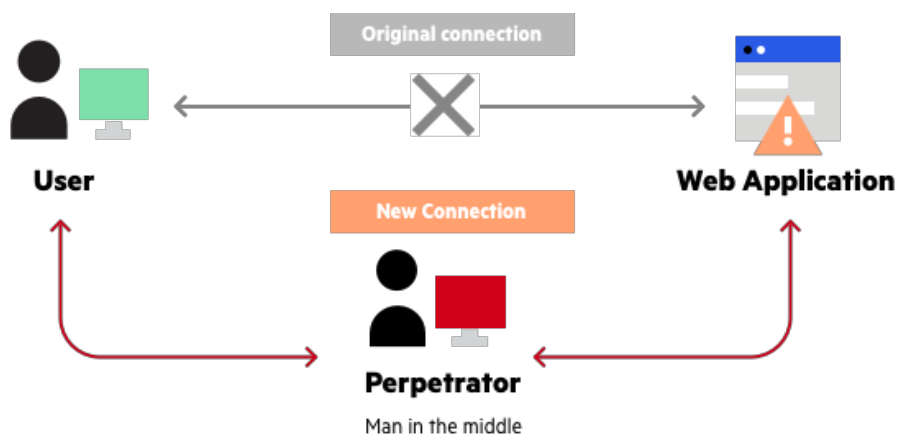 Original connection
User
Web Application
New Connection
Perpetrator
Man in the middle